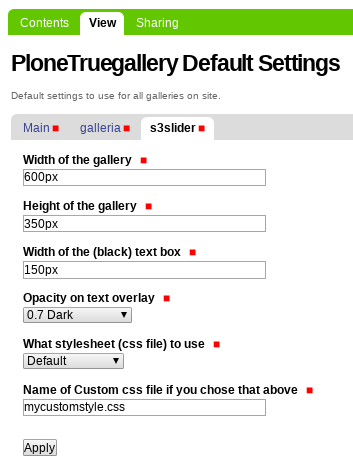 Contents View Sharing
PloneTruegallery Default Settings
Default settings to use for all galleries on site.
Main galleria s3slider
Width of the gallery
600px
Height of the gallery
350px
Width of the (black) text box
150px
Opacity on text overlay
0.7 Dark
What stylesheet (css file) to use
Default
Name of Custom css file if you chose that above
mycustomstyle.css
Apply